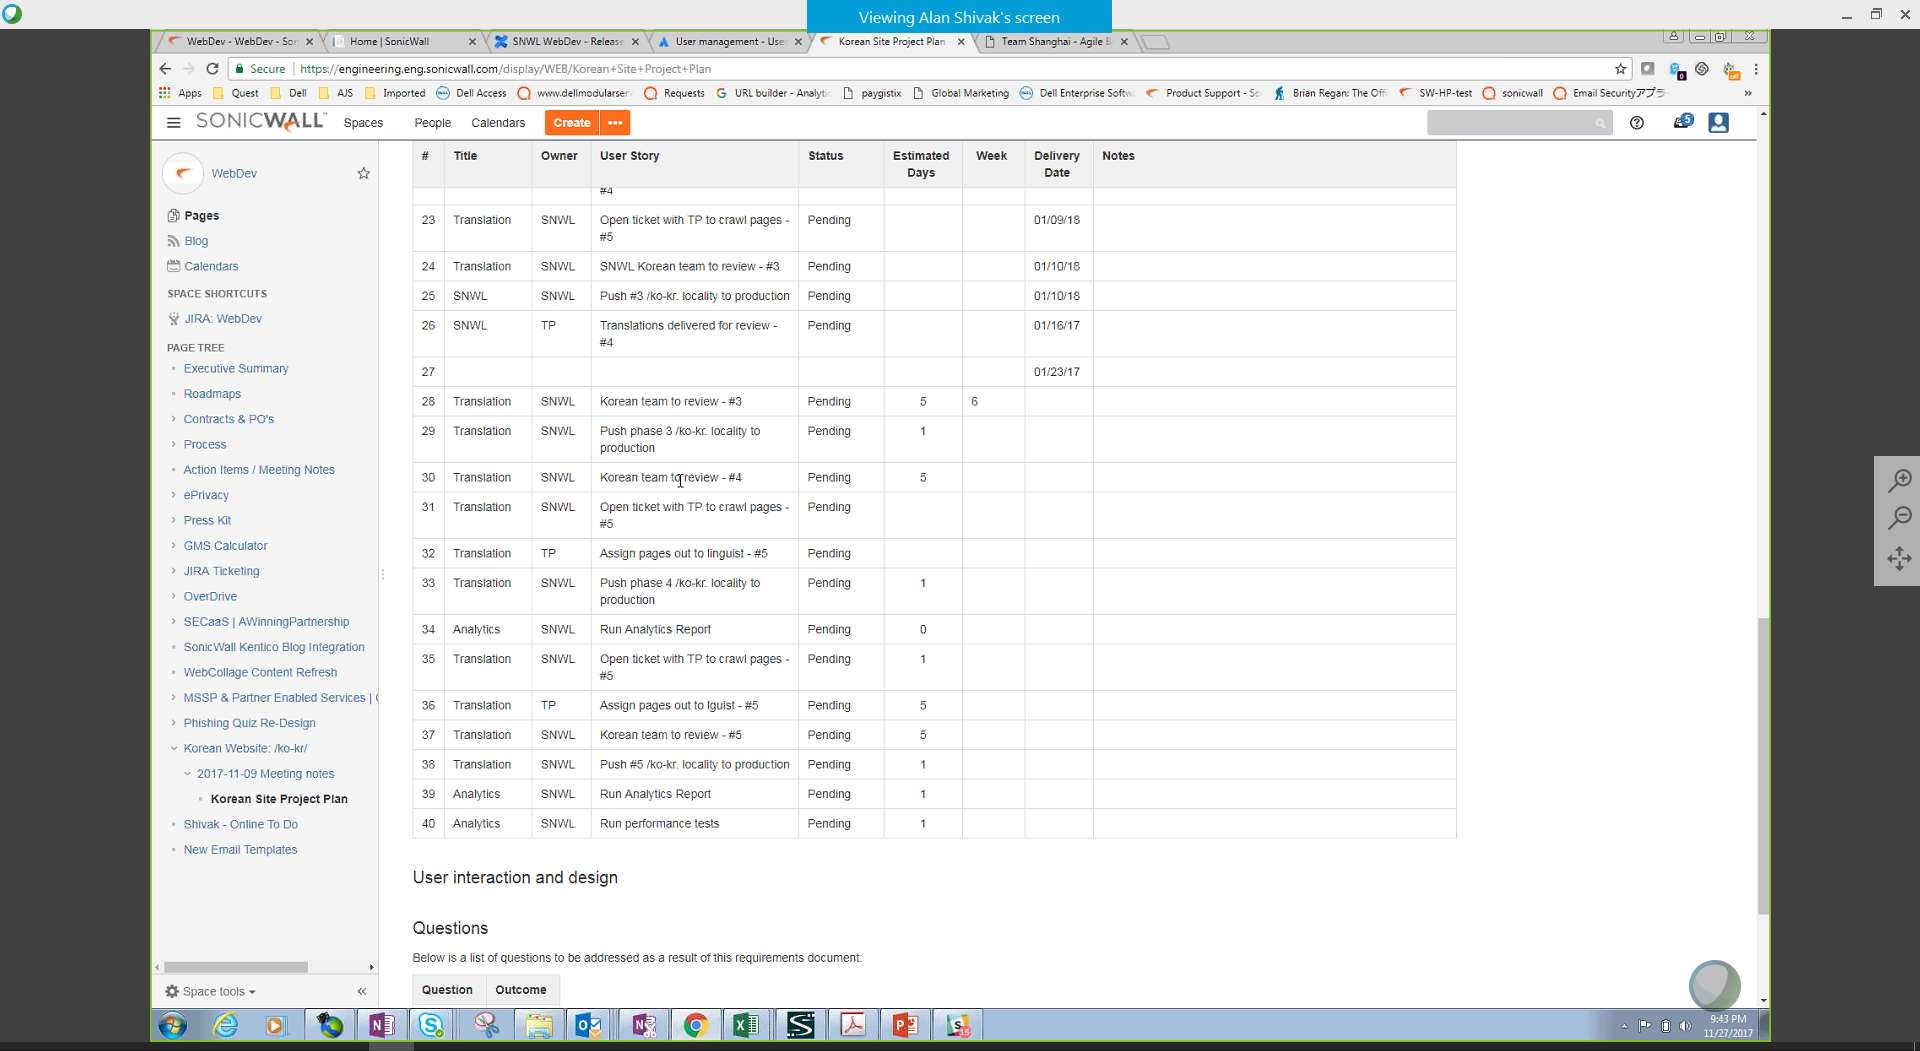 Viewing Alan Shivak's screen
WebDev - WebDev - Son
Home | SonicWall
SNWL WebDev - Release
User management - Use
Korean Site Project Plan
Team Shanghai - Agile B
Secure | https://engineering.eng.sonicwall.com/display/WEB/Korean+Site+Project+Plan
Apps Quest Dell AJS Imported Dell Access www.dellmodularserv Requests URL builder - Analytic paygistix Global Marketing Dell Enterprise Softw Product Support - So Brian Regan: The Offi SW-HP-test sonicwall Email Securityアプラ »
SONICWALL Spaces People Calendars Create ••• 5
WebDev
Pages
Blog
Calendars
SPACE SHORTCUTS
JIRA: WebDev
PAGE TREE
Executive Summary
Roadmaps
Contracts & PO's
Process
Action Items / Meeting Notes
ePrivacy
Press Kit
GMS Calculator
JIRA Ticketing
OverDrive
SECaaS | AWinningPartnership
SonicWall Kentico Blog Integration
WebCollage Content Refresh
MSSP & Partner Enabled Services |
Phishing Quiz Re-Design
Korean Website: /ko-kr/
2017-11-09 Meeting notes
Korean Site Project Plan
Shivak - Online To Do
New Email Templates
Space tools
# Title Owner User Story Status Estimated Days Week Delivery Date Notes
#4
23 Translation SNWL Open ticket with TP to crawl pages - Pending 01/09/18
#5
24 Translation SNWL SNWL Korean team to review - #3 Pending 01/10/18
25 SNWL SNWL Push #3 /ko-kr. locality to production Pending 01/10/18
26 SNWL TP Translations delivered for review - Pending 01/16/17
#4
27 01/23/17
28 Translation SNWL Korean team to review - #3 Pending 5 6
29 Translation SNWL Push phase 3 /ko-kr. locality to Pending 1
production
30 Translation SNWL Korean team to review - #4 Pending 5
31 Translation SNWL Open ticket with TP to crawl pages - Pending
#5
32 Translation TP Assign pages out to linguist - #5 Pending
33 Translation SNWL Push phase 4 /ko-kr. locality to Pending 1
production
34 Analytics SNWL Run Analytics Report Pending 0
35 Translation SNWL Open ticket with TP to crawl pages - Pending 1
#5
36 Translation TP Assign pages out to lguist - #5 Pending 5
37 Translation SNWL Korean team to review - #5 Pending 5
38 Translation SNWL Push #5 /ko-kr. locality to production Pending 1
39 Analytics SNWL Run Analytics Report Pending 1
40 Analytics SNWL Run performance tests Pending 1
User interaction and design
Questions
Below is a list of questions to be addressed as a result of this requirements document:
Question Outcome
9:43 PM
11/27/2017